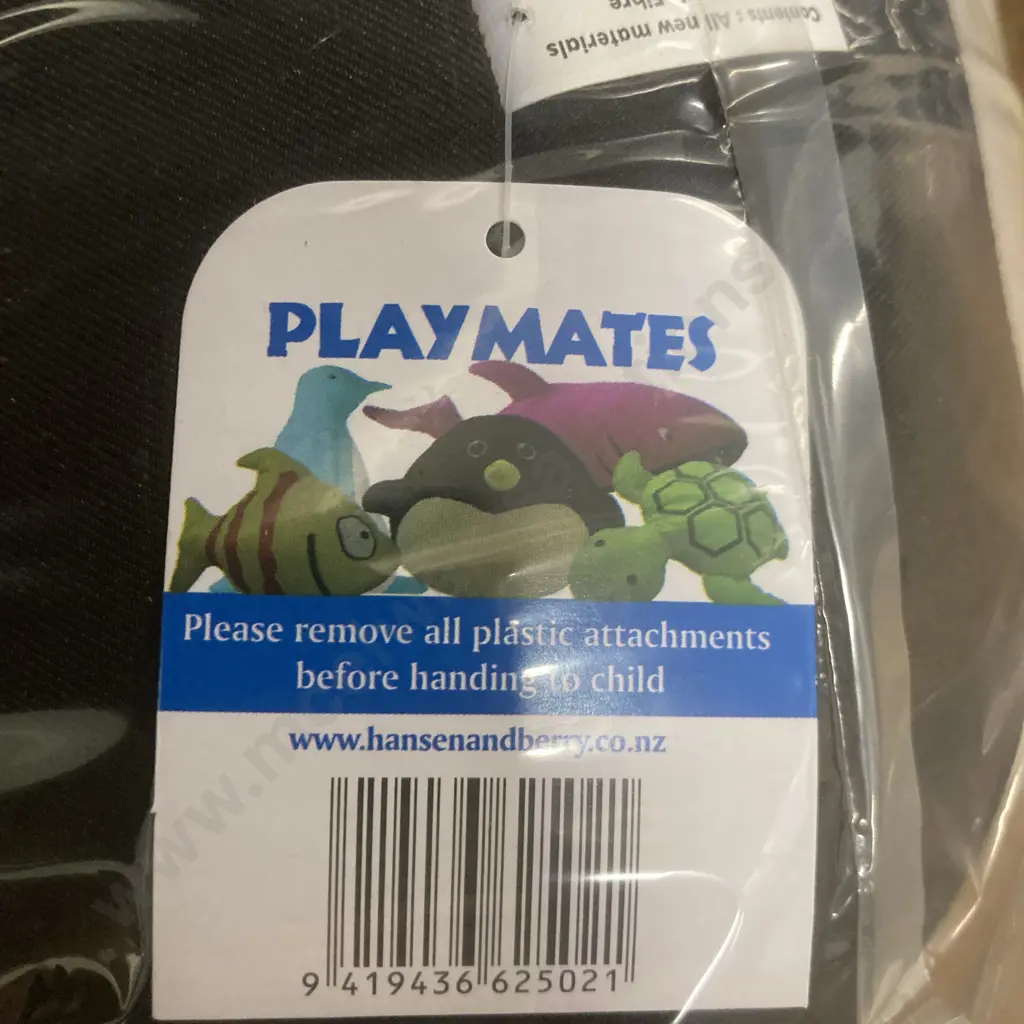 Contents : All new materials
Fibre
PLAYMATES
Please remove all plastic attachments
before handing to child
www.hansenandberry.co.nz
9 419436 625021